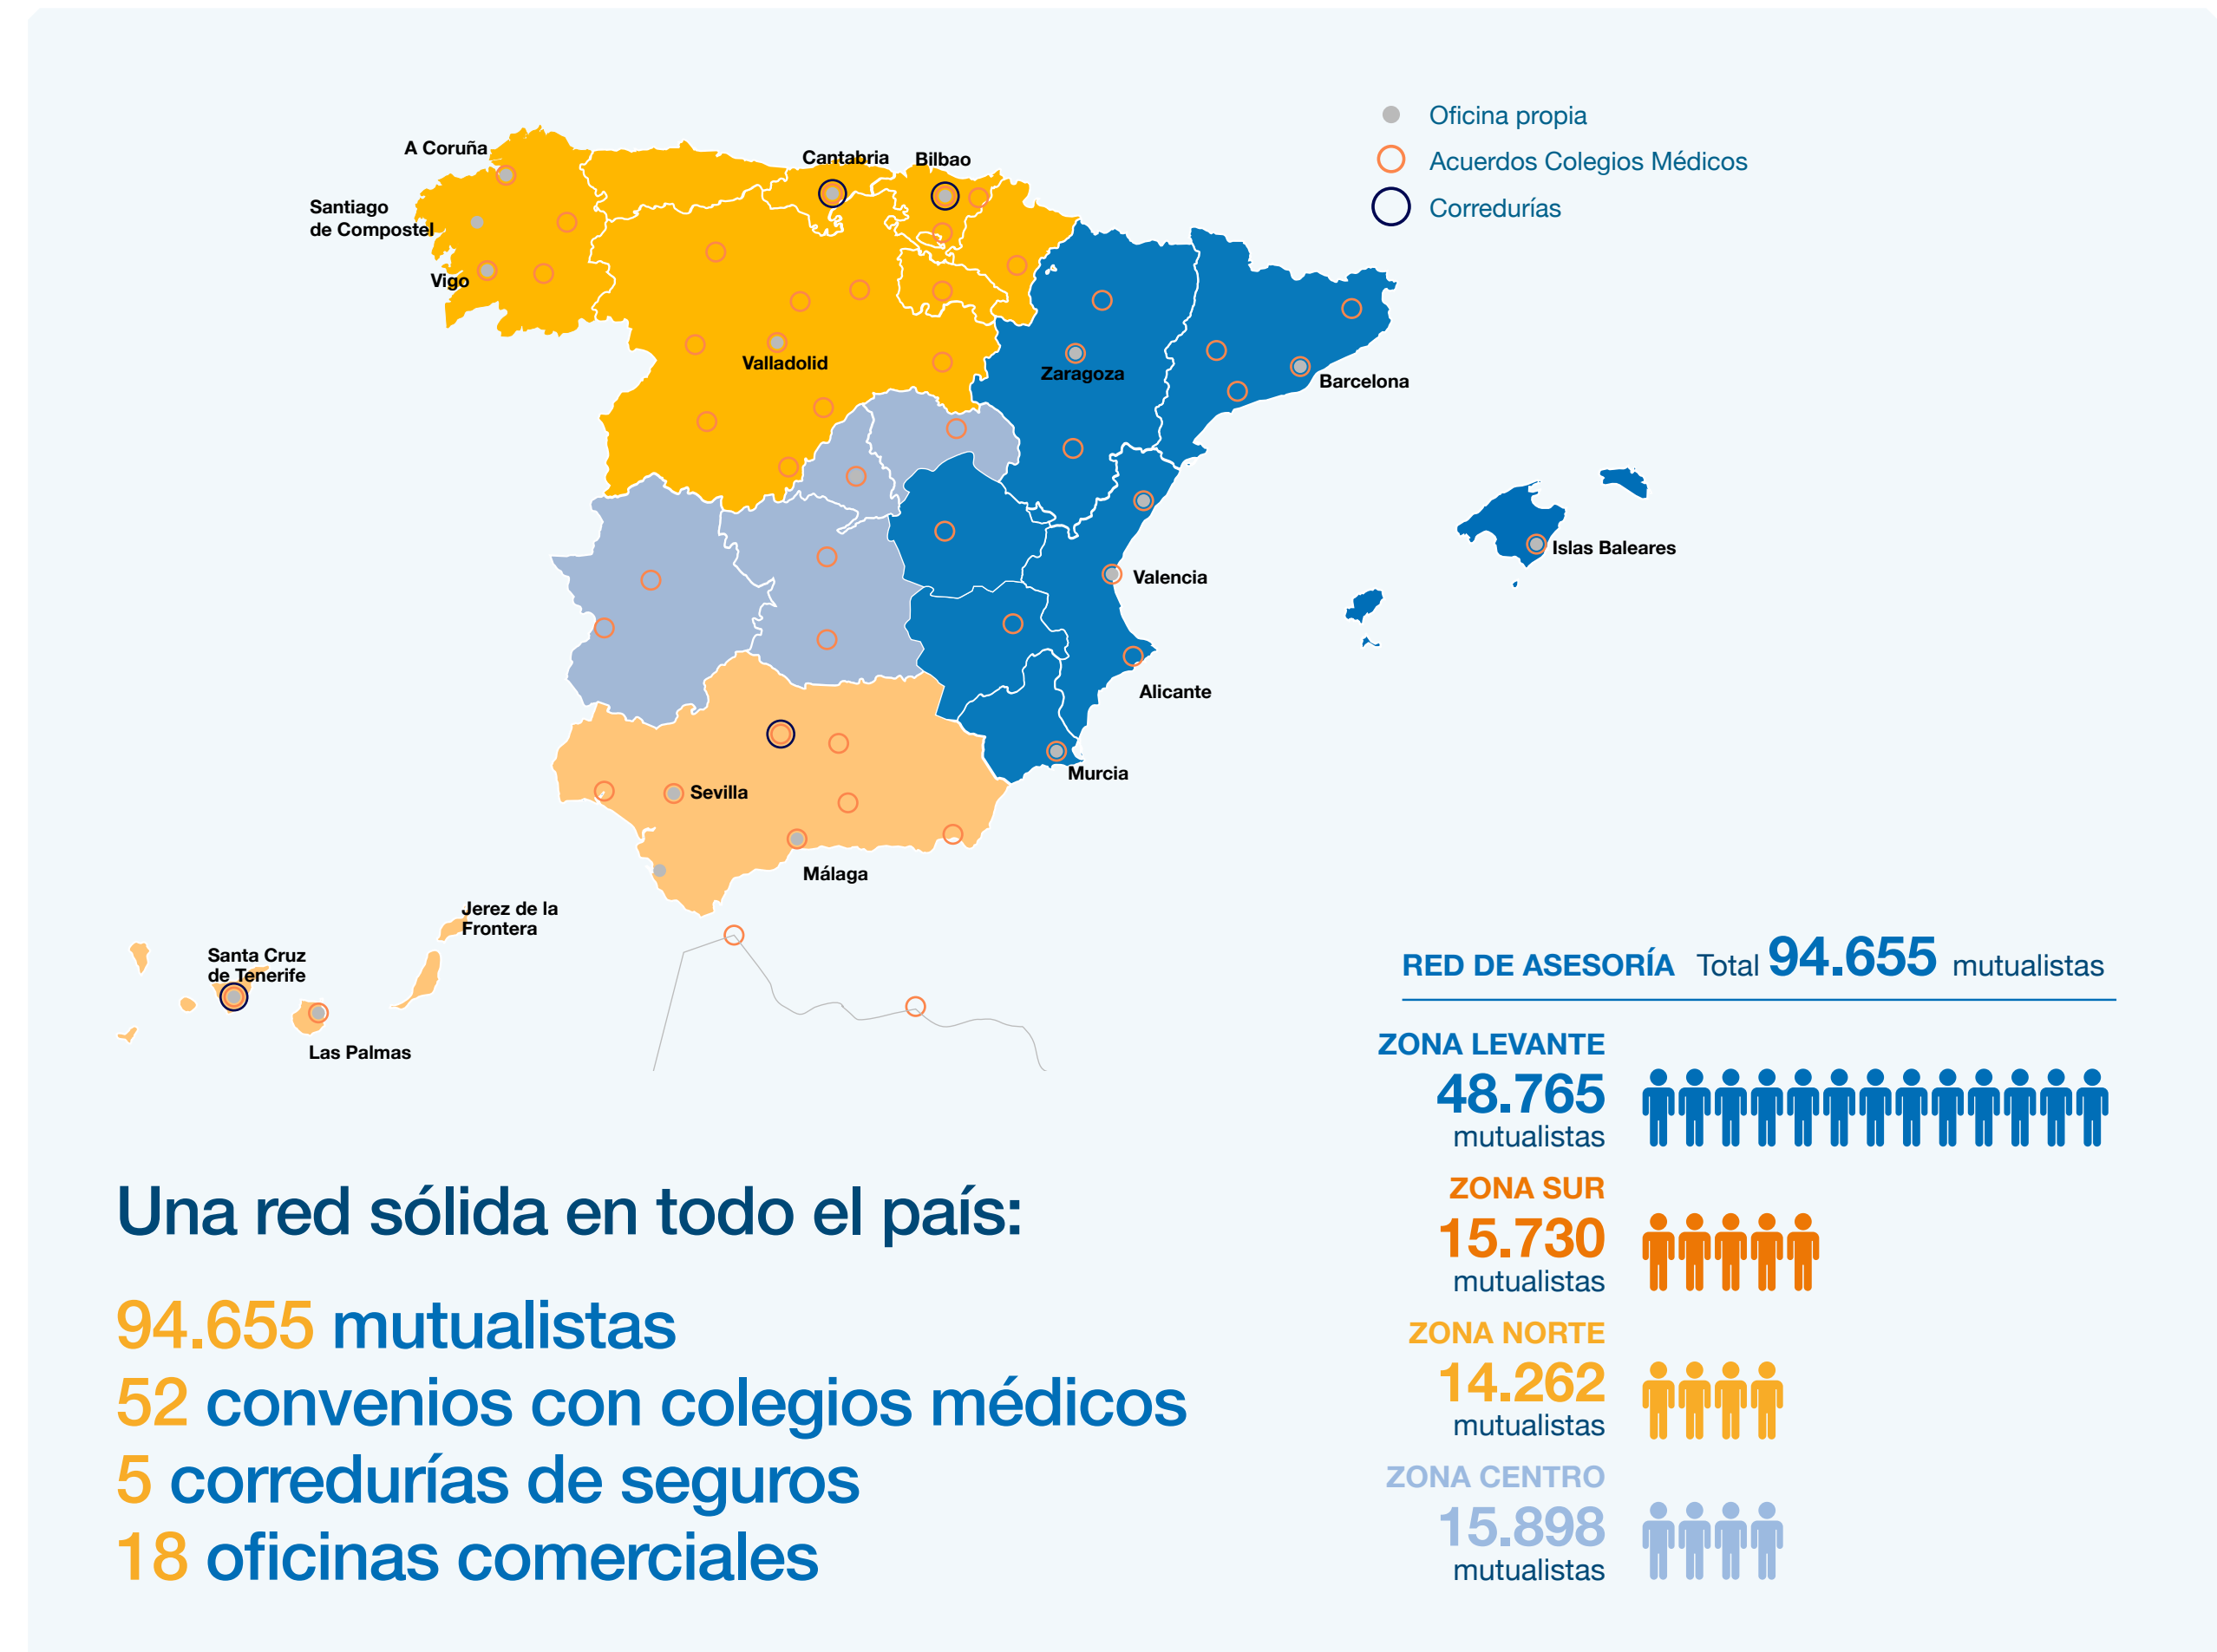 Oficina propia
Acuerdos Colegios Médicos
Corredurías
A Coruña
Cantabria
Bilbao
Santiago
de Compostel
Vigo
Valladolid
Zaragoza
Barcelona
Islas Baleares
Valencia
Alicante
Murcia
Sevilla
Málaga
Jerez de la
Frontera
Santa Cruz
de Tenerife
Las Palmas
RED DE ASESORÍA Total 94.655 mutualistas
ZONA LEVANTE
48.765
mutualistas
ZONA SUR
15.730
mutualistas
ZONA NORTE
14.262
mutualistas
ZONA CENTRO
15.898
mutualistas
Una red sólida en todo el país:
94.655 mutualistas
52 convenios con colegios médicos
5 corredurías de seguros
18 oficinas comerciales